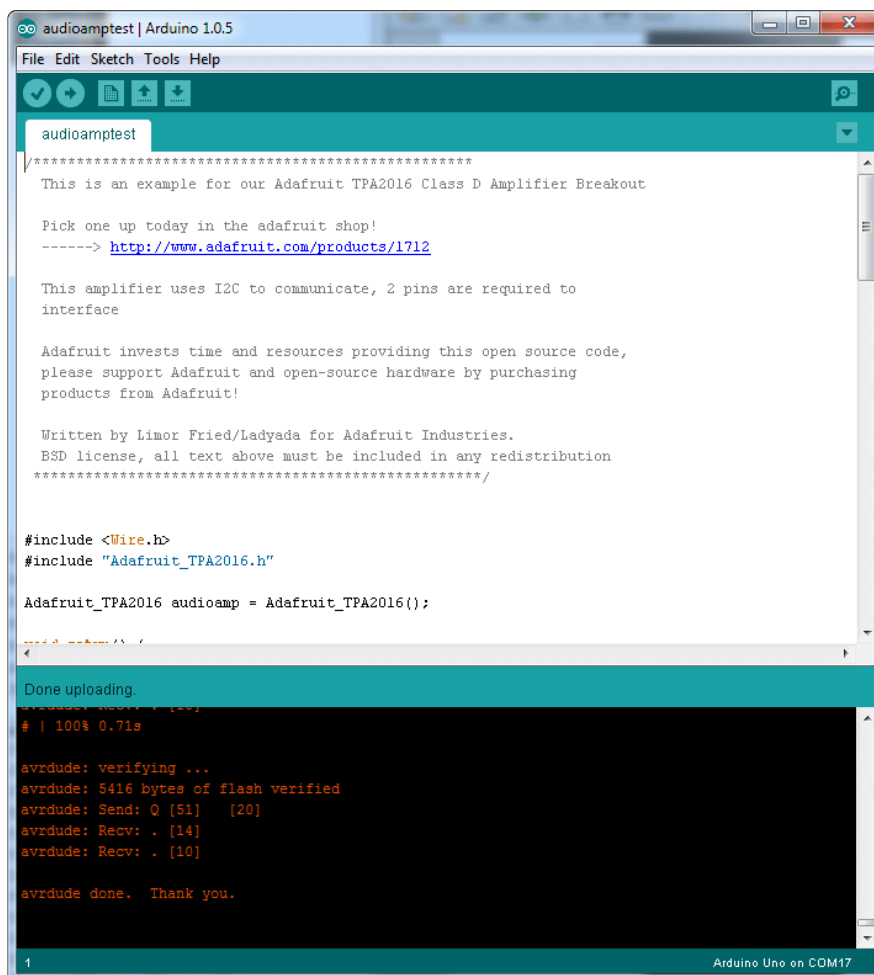 audioamptest | Arduino 1.0.5
File Edit Sketch Tools Help
audioamptest
/***************************************************
This is an example for our Adafruit TPA2016 Class D Amplifier Breakout
Pick one up today in the adafruit shop!
------> http://www.adafruit.com/products/1712
This amplifier uses I2C to communicate, 2 pins are required to
interface
Adafruit invests time and resources providing this open source code,
please support Adafruit and open-source hardware by purchasing
products from Adafruit!
Written by Limor Fried/Ladyada for Adafruit Industries.
BSD license, all text above must be included in any redistribution
****************************************************/
#include <Wire.h>
#include "Adafruit_TPA2016.h"
Adafruit_TPA2016 audioamp = Adafruit_TPA2016();
void setup() {
Done uploading.
avrdude: Recv: . [10]
# | 100% 0.71s
avrdude: verifying ...
avrdude: 5416 bytes of flash verified
avrdude: Send: Q [51]   [20]
avrdude: Recv: . [14]
avrdude: Recv: . [10]
avrdude done.  Thank you.
1
Arduino Uno on COM17